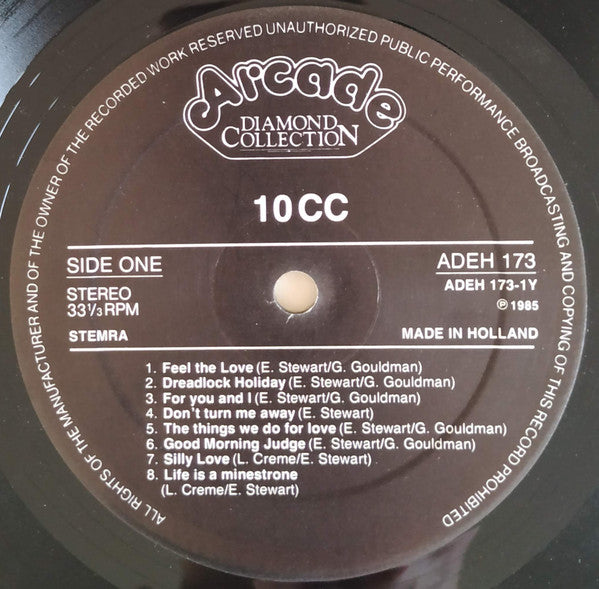 ALL RIGHTS OF THE MANUFACTURER AND OF THE OWNER OF THE RECORDED WORK RESERVED UNAUTHORIZED PUBLIC PERFORMANCE BROADCASTING AND COPYING OF THIS RECORD PROHIBITED
Arcade
DIAMOND
COLLECTION
10 CC
SIDE ONE
ADEH 173
STEREO
ADEH 173-1Y
33 1/3 RPM
℗ 1985
STEMRA
MADE IN HOLLAND
1. Feel the Love (E. Stewart/G. Gouldman)
2. Dreadlock Holiday (E. Stewart/G. Gouldman)
3. For you and I (E. Stewart/G. Gouldman)
4. Don't turn me away (E. Stewart)
5. The things we do for love (E. Stewart/G. Gouldman)
6. Good Morning Judge (E. Stewart/G. Gouldman)
7. Silly Love (L. Creme/E. Stewart)
8. Life is a minestrone
(L. Creme/E. Stewart)